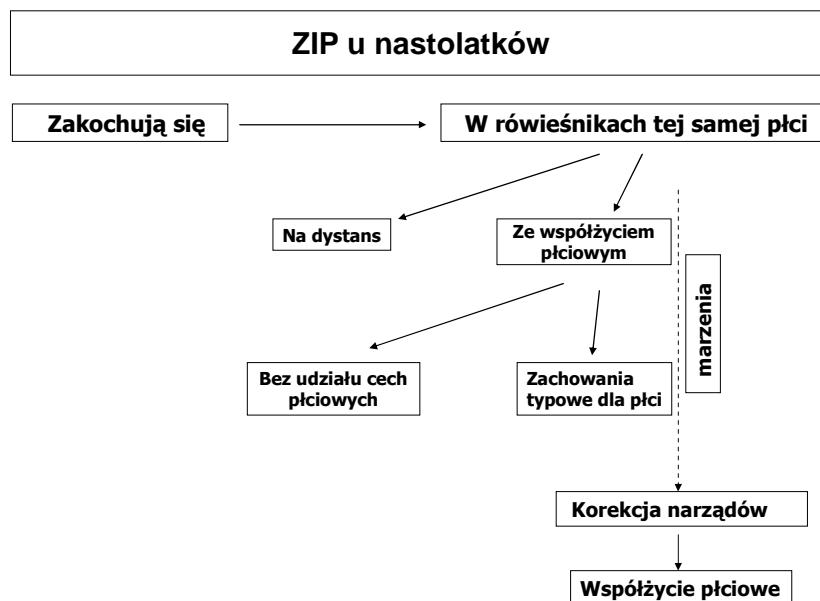 ZIP u nastolatków
Zakochują się
W rówieśnikach tej samej płci
Na dystans
Ze współżyciem
płciowym
marzenia
Bez udziału cech
płciowych
Zachowania
typowe dla płci
Korekcja narządów
Współżycie płciowe